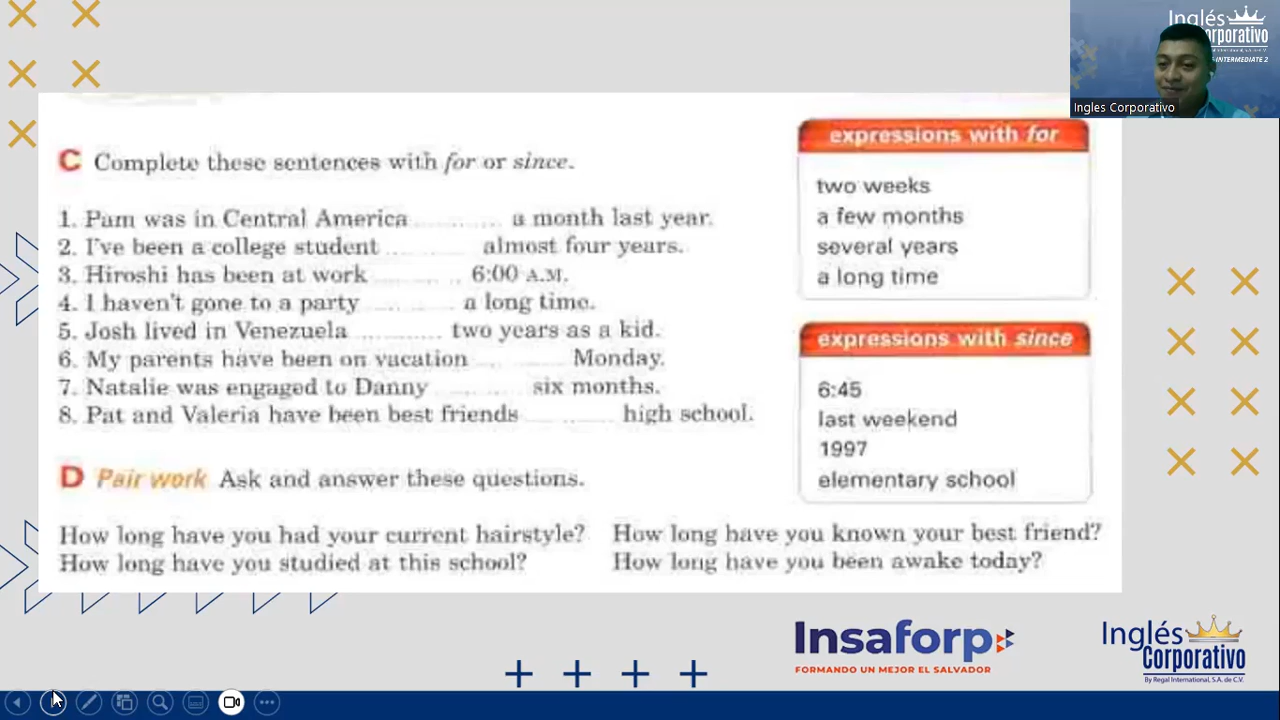 Inglés
Corporativo
INTERMEDIATE 2
Ingles Corporativo
C Complete these sentences with for or since.
1. Pam was in Central America ............ a month last year.
2. I've been a college student ............ almost four years.
3. Hiroshi has been at work ............ 6:00 A.M.
4. I haven't gone to a party ............ a long time.
5. Josh lived in Venezuela ............ two years as a kid.
6. My parents have been on vacation ............ Monday.
7. Natalie was engaged to Danny ............ six months.
8. Pat and Valeria have been best friends ............ high school.
expressions with for
two weeks
a few months
several years
a long time
expressions with since
6:45
last weekend
1997
elementary school
D Pair work Ask and answer these questions.
How long have you had your current hairstyle?
How long have you studied at this school?
How long have you known your best friend?
How long have you been awake today?
Insaforp
FORMANDO UN MEJOR EL SALVADOR
Inglés
Corporativo
By Regal International, S.A. de C.V.